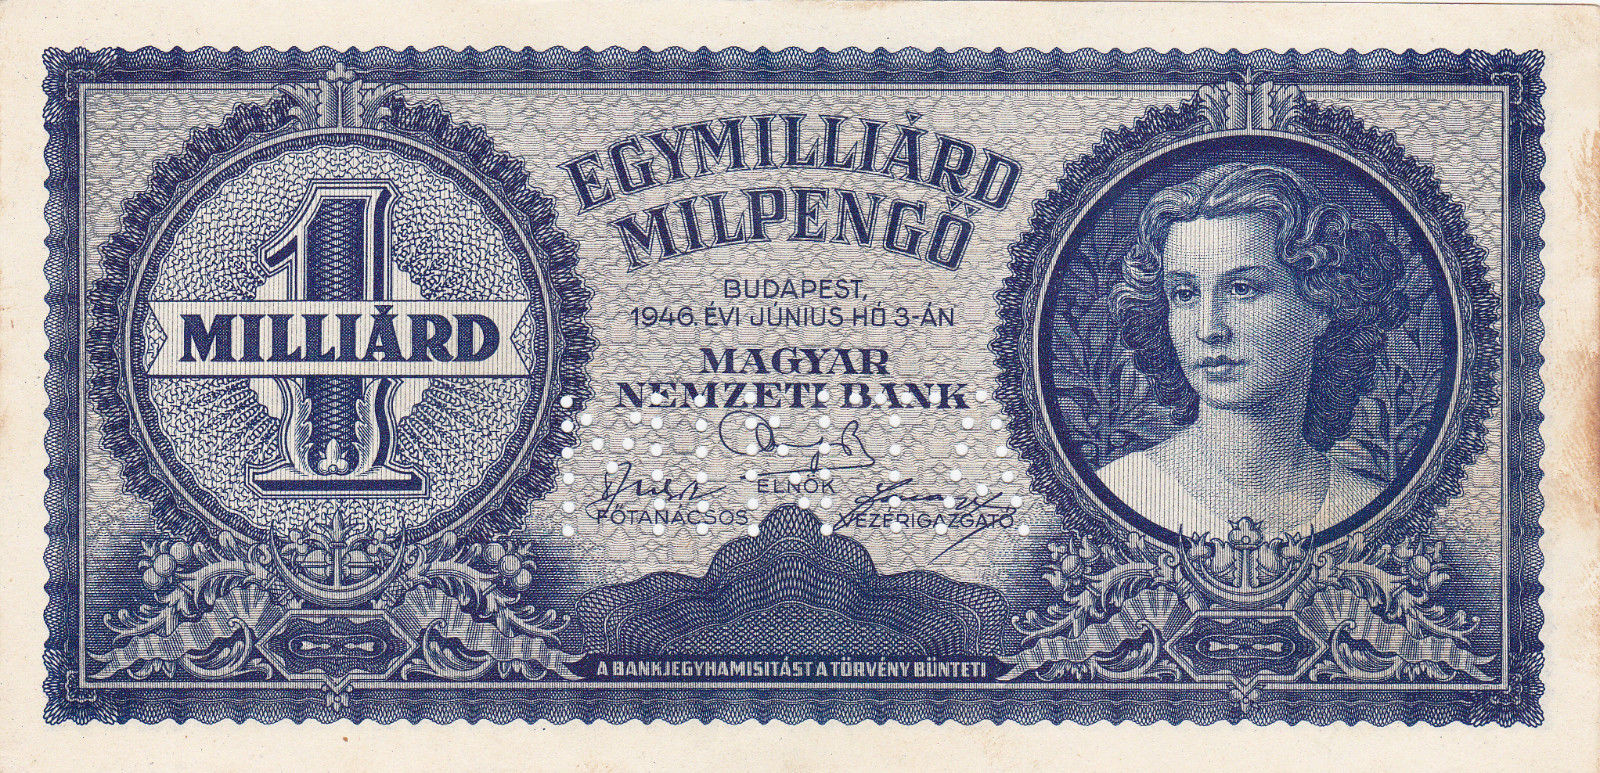 EGYMILLIÁRD
MILPENGŐ
BUDAPEST,
1946. ÉVI JÚNIUS HÓ 3-ÁN
MAGYAR
NEMZETI BANK
1
MILLIÁRD
ELNÖK
FŐTANÁCSOS
VEZÉRIGAZGATÓ
A BANKJEGYHAMISITÁST A TÖRVÉNY BÜNTETI